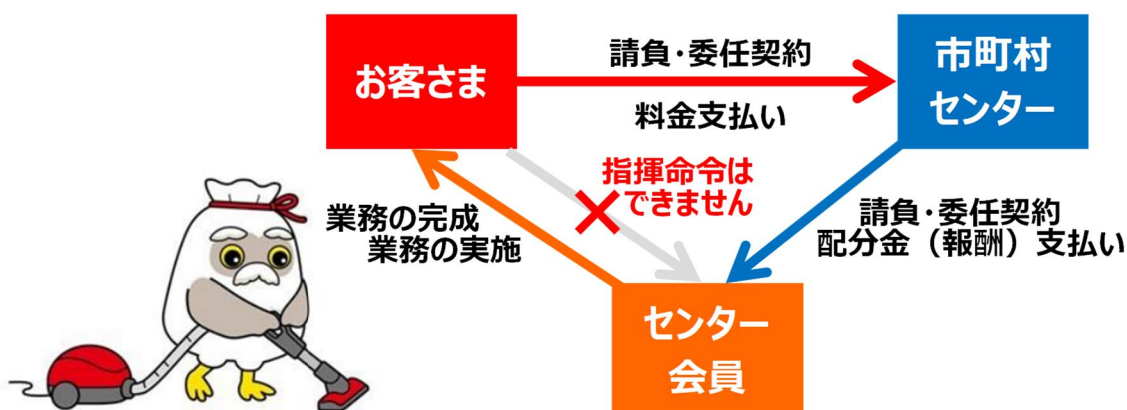 お客さま
請負･委任契約
料金支払い
市町村
センター
指揮命令は
できません
業務の完成
業務の実施
請負･委任契約
配分金（報酬）支払い
センター
会員